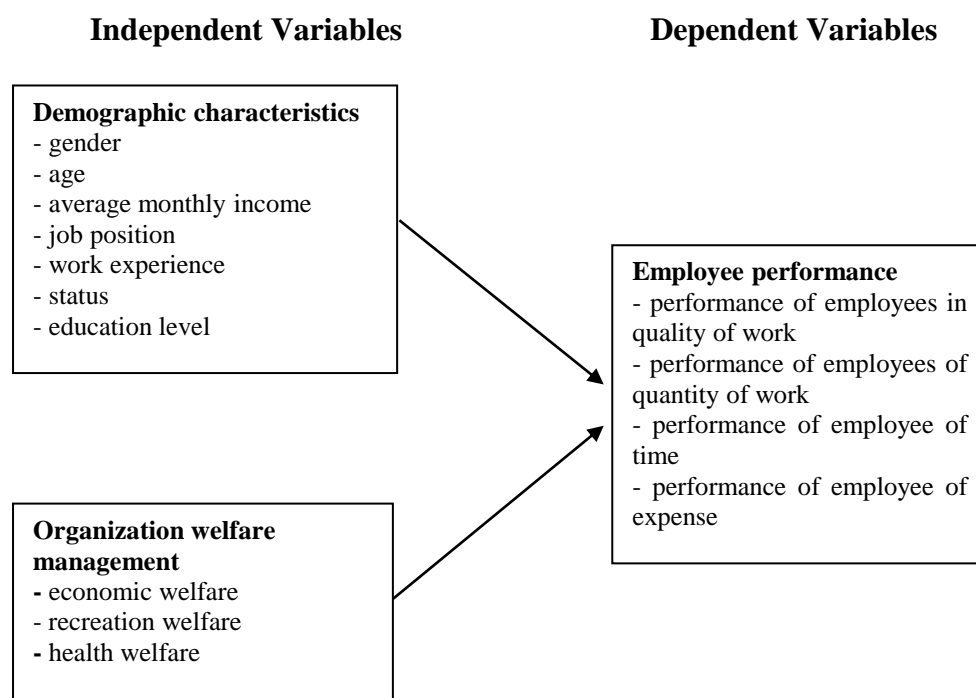 Independent Variables
Dependent Variables
Demographic characteristics
- gender
- age
- average monthly income
- job position
- work experience
- status
- education level
Employee performance
- performance of employees in
quality of work
- performance of employees of
quantity of work
- performance of employee of
time
- performance of employee of
expense
Organization welfare
management
- economic welfare
- recreation welfare
- health welfare